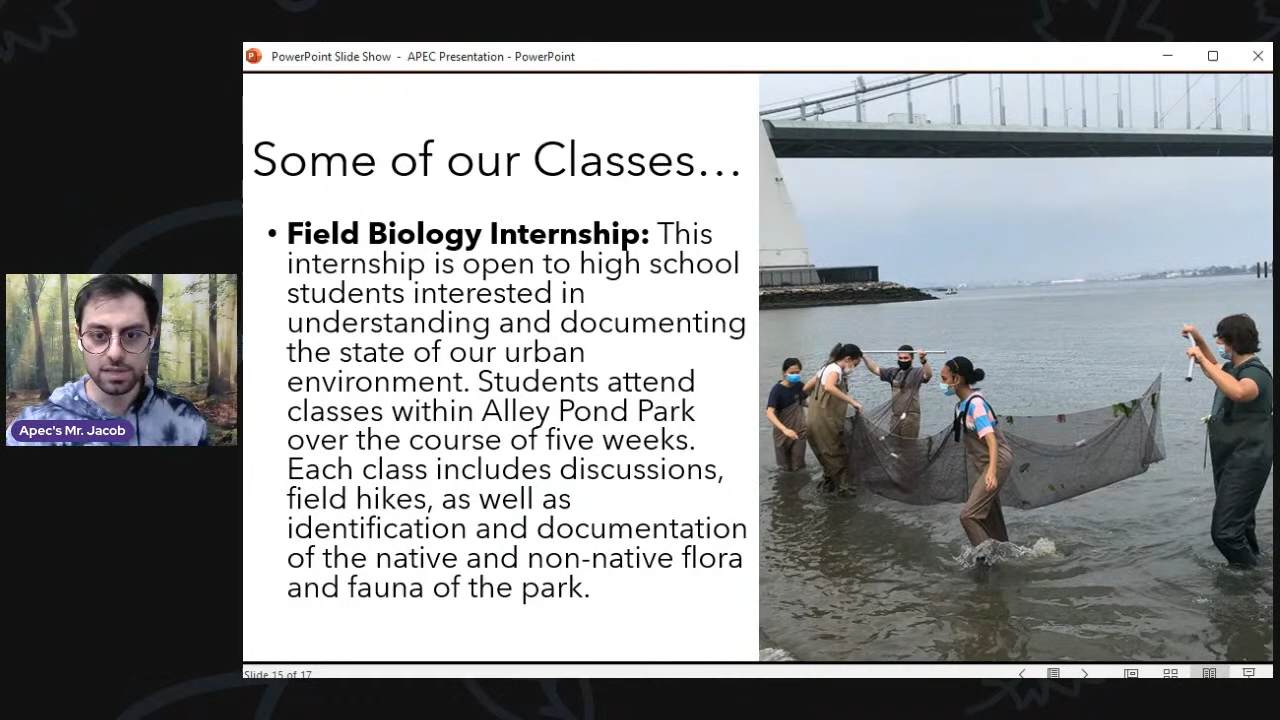 PowerPoint Slide Show - APEC Presentation - PowerPoint
Some of our Classes...
• Field Biology Internship: This
internship is open to high school
students interested in
understanding and documenting
the state of our urban
environment. Students attend
classes within Alley Pond Park
over the course of five weeks.
Each class includes discussions,
field hikes, as well as
identification and documentation
of the native and non-native flora
and fauna of the park.
Apec's Mr. Jacob
Slide 15 of 17